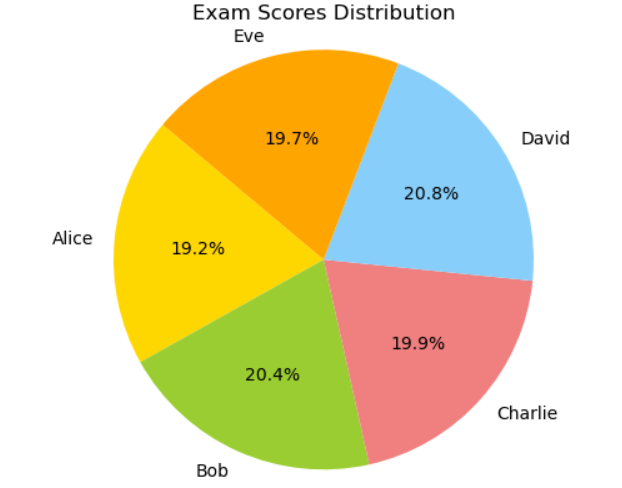 Exam Scores Distribution
Eve
19.7%
David
20.8%
Alice
19.2%
19.9%
Charlie
20.4%
Bob